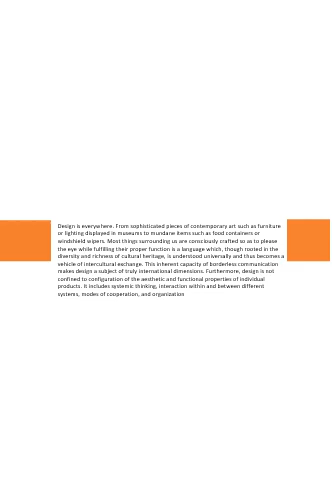 Design is everywhere. From sophisticated pieces of contemporary art such as furniture
or lighting displayed in museums to mundane items such as food containers or
windshield wipers. Most things surrounding us are consciously crafted so as to please
the eye while fulfilling their proper function is a language which, though rooted in the
diversity and richness of cultural heritage, is understood universally and thus becomes a
vehicle of intercultural exchange. This inherent capacity of borderless communication
makes design a subject of truly international dimensions. Furthermore, design is not
confined to configuration of the aesthetic and functional properties of individual
products. It includes systemic thinking, interaction within and between different
systems, modes of cooperation, and organization